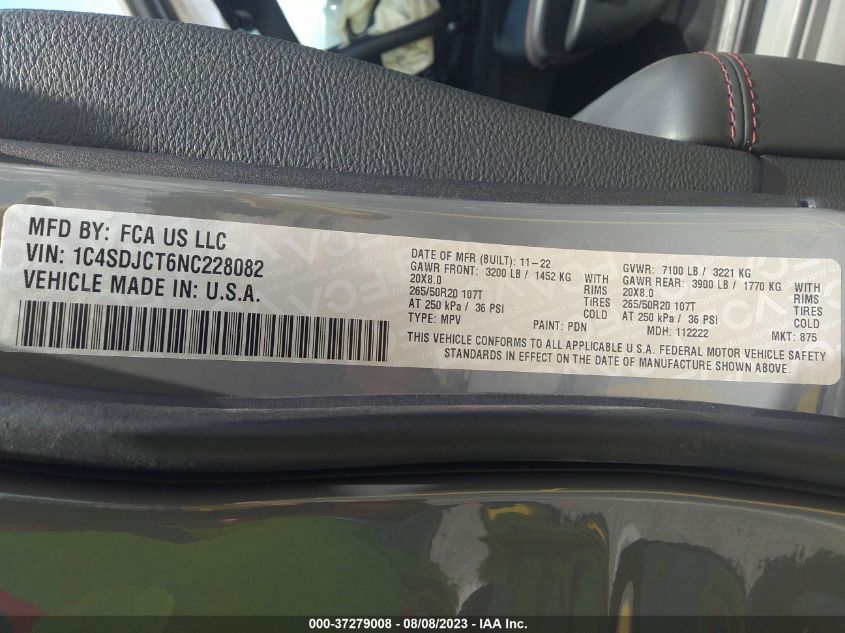 MFD BY: FCA US LLC
VIN: 1C4SDJCT6NC228082
VEHICLE MADE IN: U.S.A.
DATE OF MFR (BUILT): 11-22
GAWR FRONT: 3200 LB / 1452 KG WITH
20X8.0 RIMS
265/50R20 107T TIRES
AT 250 kPa / 36 PSI COLD
TYPE: MPV PAINT: PDN
GVWR: 7100 LB / 3221 KG
GAWR REAR: 3900 LB / 1770 KG WITH
20X8.0 RIMS
265/50R20 107T TIRES
AT 250 kPa / 36 PSI COLD
MDH: 112222 MKT: 875
THIS VEHICLE CONFORMS TO ALL APPLICABLE U.S.A. FEDERAL MOTOR VEHICLE SAFETY
STANDARDS IN EFFECT ON THE DATE OF MANUFACTURE SHOWN ABOVE.
000-37279008 - 08/08/2023 - IAA Inc.